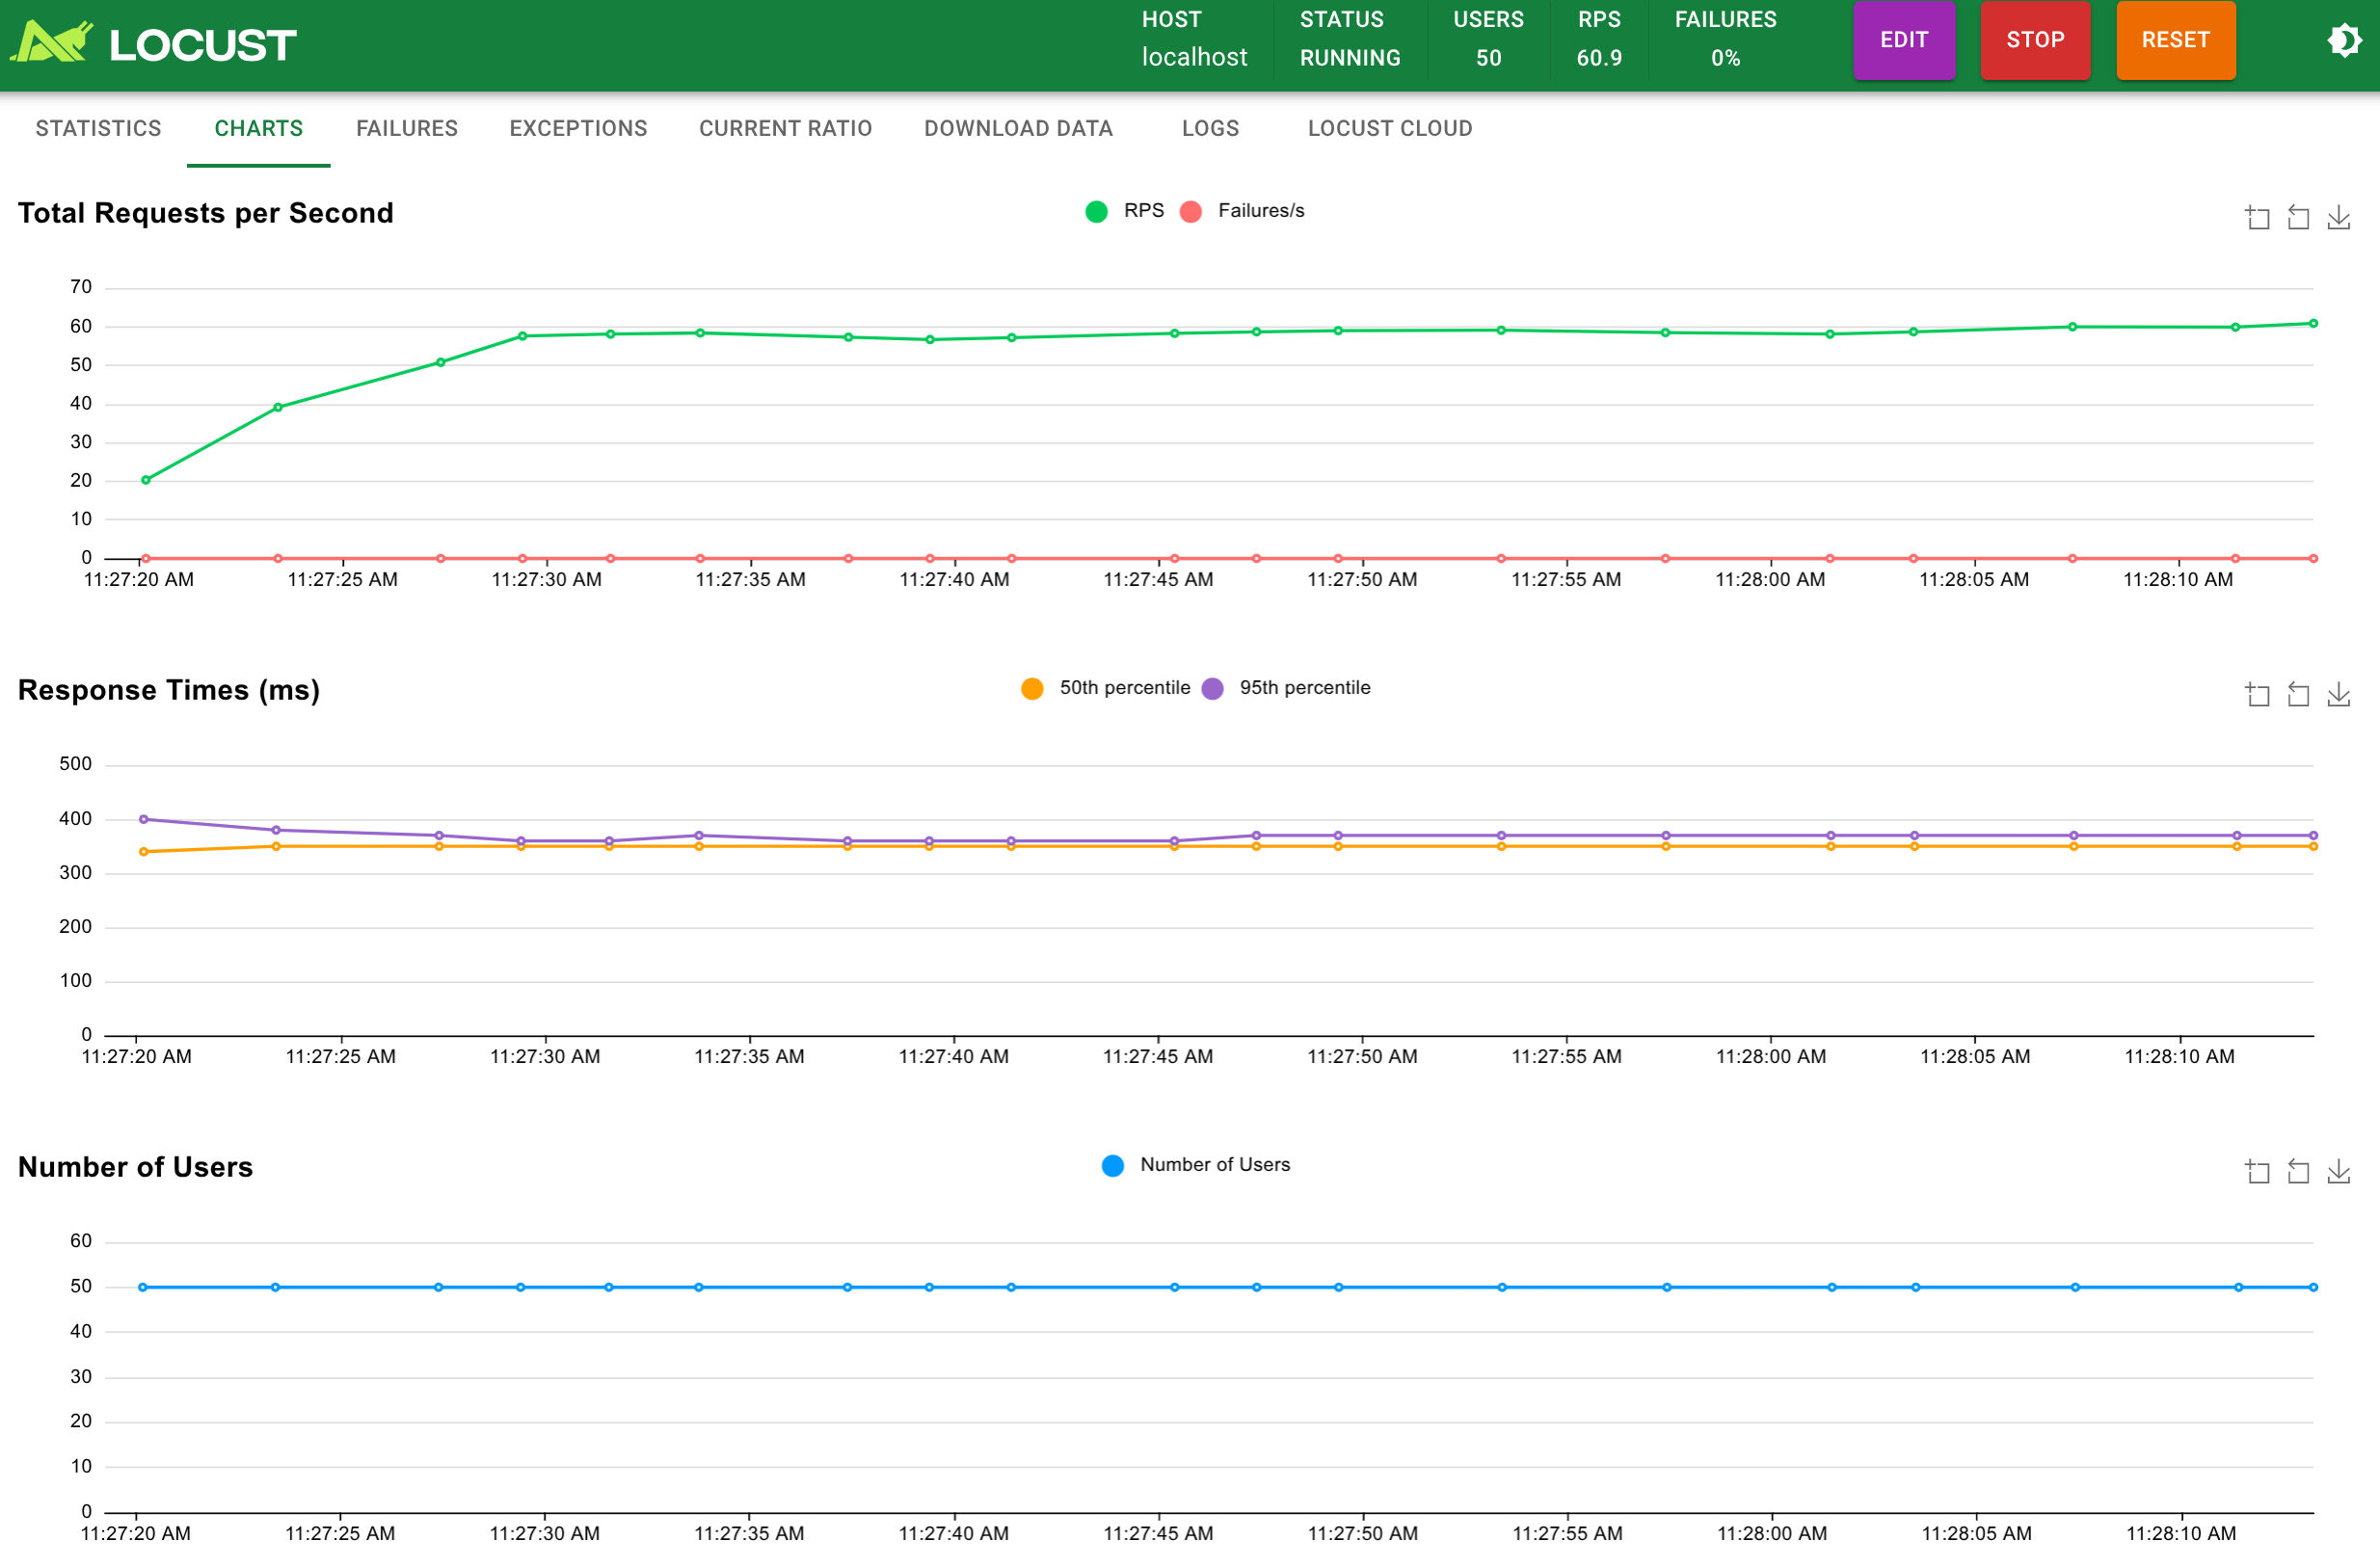 LOCUST
HOST STATUS USERS RPS FAILURES
localhost RUNNING 50 60.9 0%
EDIT STOP RESET
STATISTICS CHARTS FAILURES EXCEPTIONS CURRENT RATIO DOWNLOAD DATA LOGS LOCUST CLOUD
Total Requests per Second
RPS Failures/s
70
60
50
40
30
20
10
0
11:27:20 AM 11:27:25 AM 11:27:30 AM 11:27:35 AM 11:27:40 AM 11:27:45 AM 11:27:50 AM 11:27:55 AM 11:28:00 AM 11:28:05 AM 11:28:10 AM
Response Times (ms)
50th percentile 95th percentile
500
400
300
200
100
0
11:27:20 AM 11:27:25 AM 11:27:30 AM 11:27:35 AM 11:27:40 AM 11:27:45 AM 11:27:50 AM 11:27:55 AM 11:28:00 AM 11:28:05 AM 11:28:10 AM
Number of Users
Number of Users
60
50
40
30
20
10
0
11:27:20 AM 11:27:25 AM 11:27:30 AM 11:27:35 AM 11:27:40 AM 11:27:45 AM 11:27:50 AM 11:27:55 AM 11:28:00 AM 11:28:05 AM 11:28:10 AM